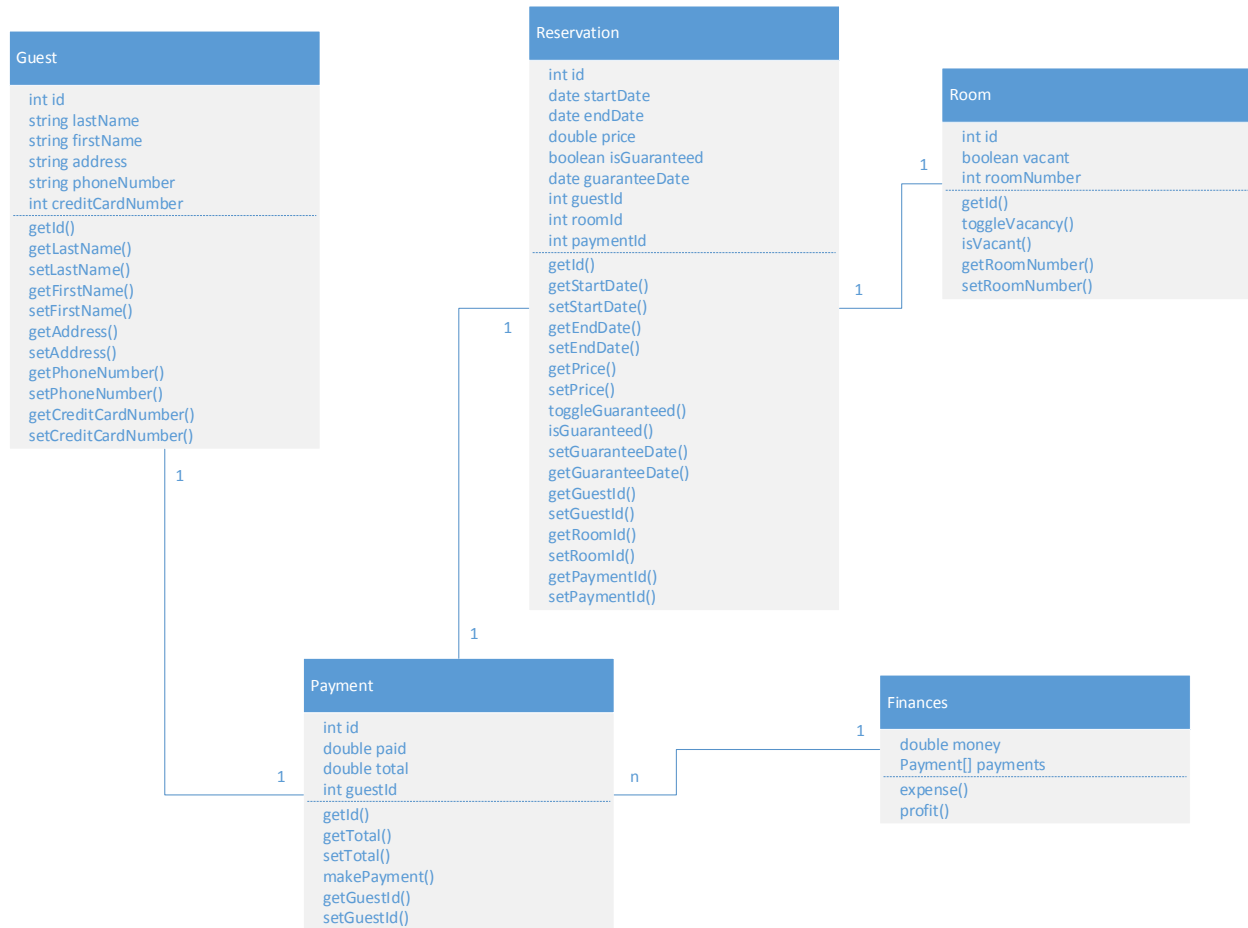 Guest
int id
string lastName
string firstName
string address
string phoneNumber
int creditCardNumber
getId()
getLastName()
setLastName()
getFirstName()
setFirstName()
getAddress()
setAddress()
getPhoneNumber()
setPhoneNumber()
getCreditCardNumber()
setCreditCardNumber()
1
1
Reservation
int id
date startDate
date endDate
double price
boolean isGuaranteed
date guaranteeDate
int guestId
int roomId
int paymentId
getId()
getStartDate()
setStartDate()
getEndDate()
setEndDate()
getPrice()
setPrice()
toggleGuaranteed()
isGuaranteed()
setGuaranteeDate()
getGuaranteeDate()
getGuestId()
setGuestId()
getRoomId()
setRoomId()
getPaymentId()
setPaymentId()
1
1
1
1
Room
int id
boolean vacant
int roomNumber
getId()
toggleVacancy()
isVacant()
getRoomNumber()
setRoomNumber()
Payment
int id
double paid
double total
int guestId
getId()
getTotal()
setTotal()
makePayment()
getGuestId()
setGuestId()
n
1
Finances
double money
Payment[] payments
expense()
profit()